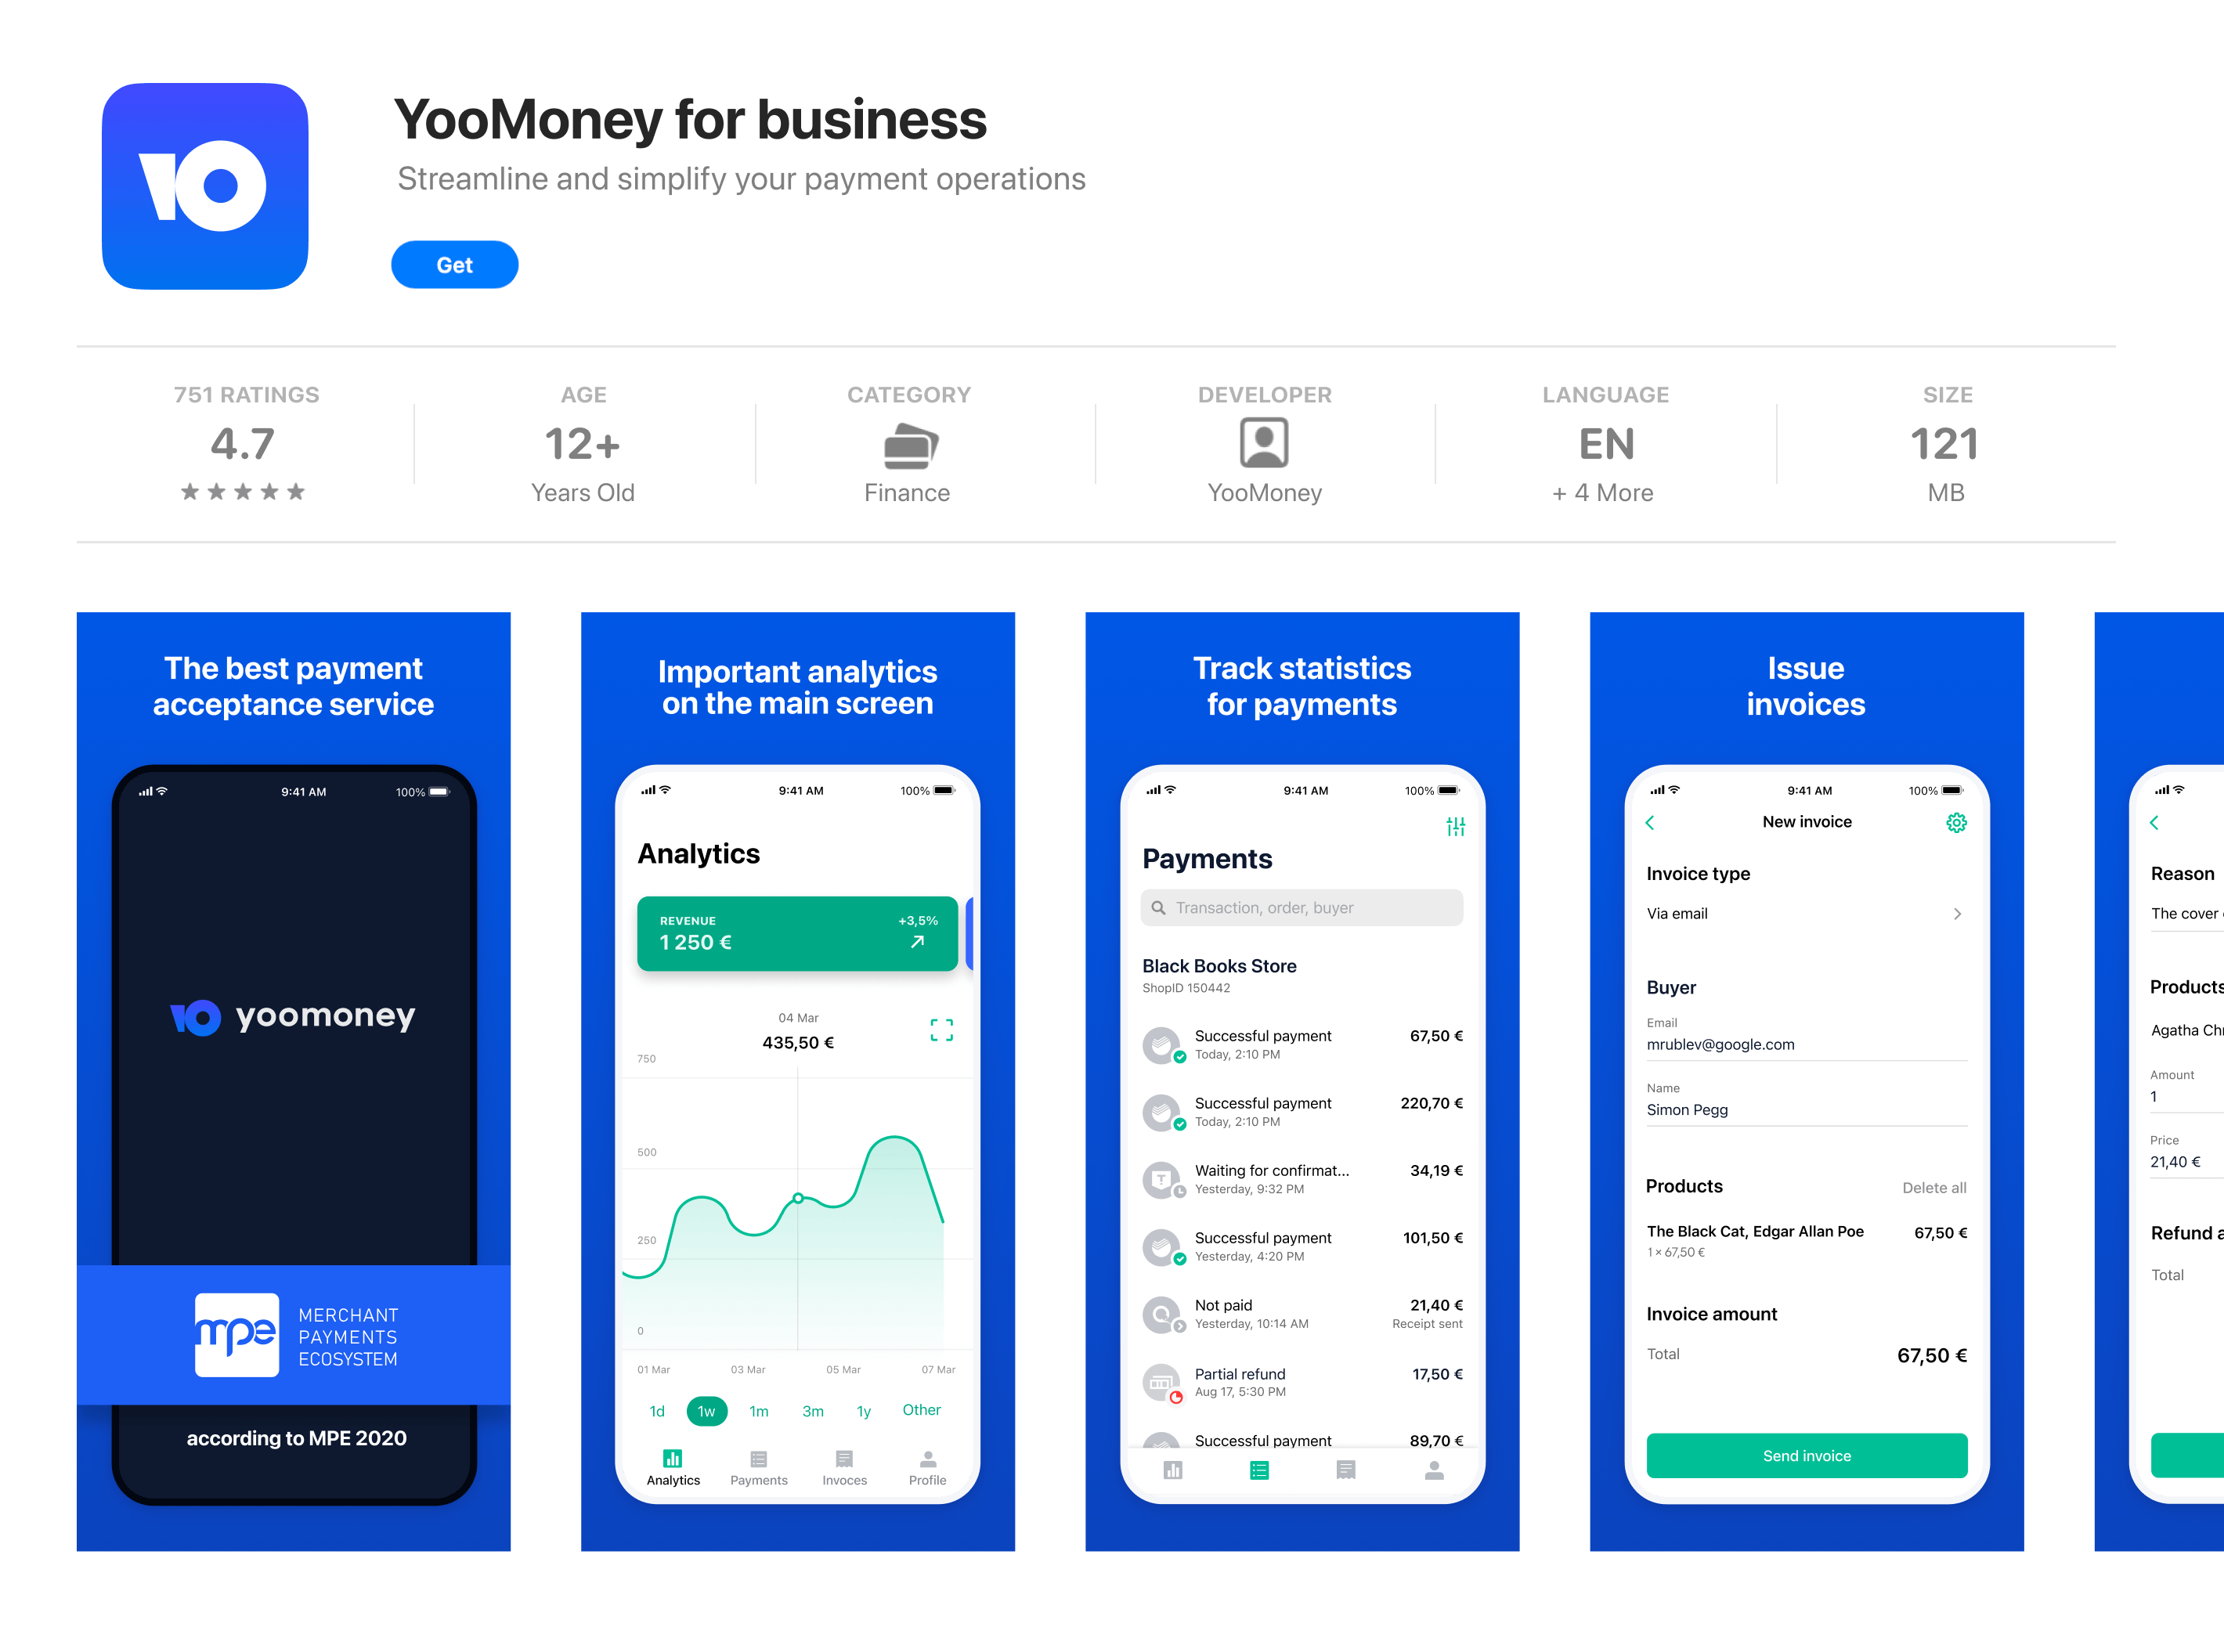 YooMoney for business
Streamline and simplify your payment operations
Get
751 RATINGS
4.7
AGE
12+
Years Old
CATEGORY
Finance
DEVELOPER
YooMoney
LANGUAGE
EN
+ 4 More
SIZE
121
MB
The best payment
acceptance service
9:41 AM
100%
yoomoney
mpe
MERCHANT
PAYMENTS
ECOSYSTEM
according to MPE 2020
Important analytics
on the main screen
9:41 AM
100%
Analytics
REVENUE
+3,5%
1 250 €
04 Mar
435,50 €
750
500
250
0
01 Mar
03 Mar
05 Mar
07 Mar
1d
1w
1m
3m
1y
Other
Analytics
Payments
Invoces
Profile
Track statistics
for payments
9:41 AM
100%
Payments
Transaction, order, buyer
Black Books Store
ShopID 150442
Successful payment 67,50 €
Today, 2:10 PM
Successful payment 220,70 €
Today, 2:10 PM
Waiting for confirmat... 34,19 €
Yesterday, 9:32 PM
Successful payment 101,50 €
Yesterday, 4:20 PM
Not paid 21,40 €
Yesterday, 10:14 AM Receipt sent
Partial refund 17,50 €
Aug 17, 5:30 PM
Successful payment 89,70 €
Issue
invoices
9:41 AM
100%
New invoice
Invoice type
Via email
Buyer
Email
mrublev@google.com
Name
Simon Pegg
Products Delete all
The Black Cat, Edgar Allan Poe 67,50 €
1 × 67,50 €
Invoice amount
Total 67,50 €
Send invoice
Reason
The cover
Products
Agatha Chr
Amount
1
Price
21,40 €
Refund a
Total